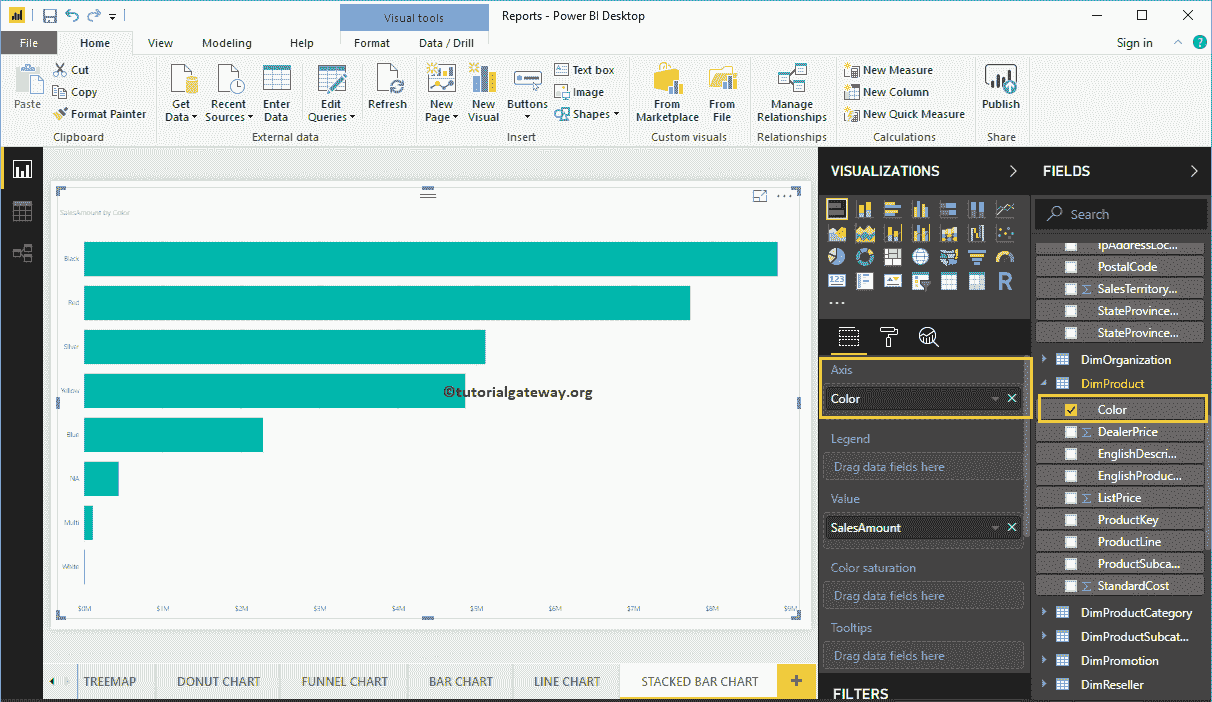 Visual tools
Reports - Power BI Desktop
File
Home
View
Modeling
Help
Format
Data / Drill
Sign in
?
Paste
Cut
Copy
Format Painter
Clipboard
Get
Data
Recent
Sources
Enter
Data
Edit
Queries
External data
Refresh
New
Page
New
Visual
Buttons
Text box
Image
Shapes
Insert
From
Marketplace
From
File
Custom visuals
Manage
Relationships
Relationships
New Measure
New Column
New Quick Measure
Calculations
Publish
Share
SalesAmount by Color
Black
Red
Silver
Yellow
Blue
NA
Multi
White
©tutorialgateway.org
$0M
$1M
$2M
$3M
$4M
$5M
$6M
$7M
$8M
$9M
TREEMAP
DONUT CHART
FUNNEL CHART
BAR CHART
LINE CHART
STACKED BAR CHART
+
VISUALIZATIONS
123
R
Axis
Color
Legend
Drag data fields here
Value
SalesAmount
Color saturation
Drag data fields here
Tooltips
Drag data fields here
FILTERS
FIELDS
Search
IpAddressLoc...
PostalCode
Σ SalesTerritory...
StateProvince...
StateProvince...
DimOrganization
DimProduct
Color
Σ DealerPrice
EnglishDescri...
EnglishProduc...
Σ ListPrice
ProductKey
ProductLine
ProductSubca...
Σ StandardCost
DimProductCategory
DimProductSubcat...
DimPromotion
DimReseller